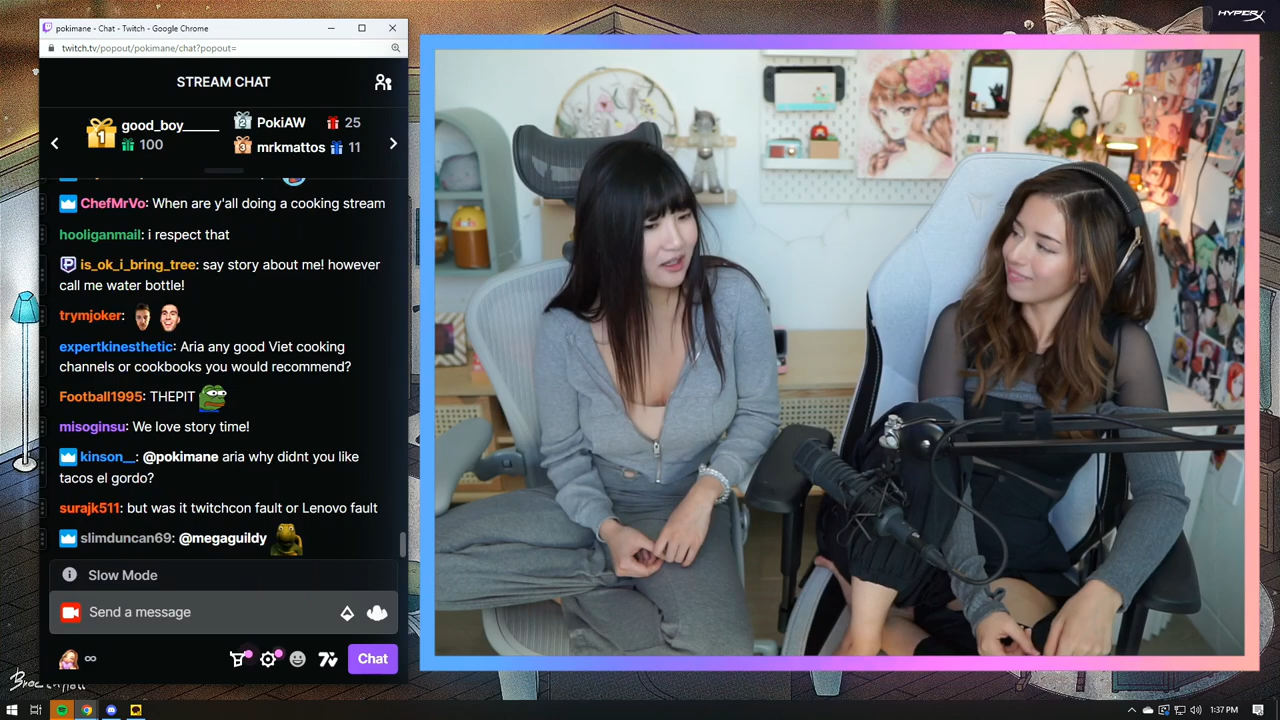 pokimane - Chat - Twitch - Google Chrome
twitch.tv/popout/pokimane/chat?popout=
STREAM CHAT
1 good_boy_____ 100
2 PokiAW 25
3 mrkmattos 11
ChefMrVo: When are y'all doing a cooking stream
hooliganmail: i respect that
is_ok_i_bring_tree: say story about me! however
call me water bottle!
trymjoker:
expertkinesthetic: Aria any good Viet cooking
channels or cookbooks you would recommend?
Football1995: THEPIT
misoginsu: We love story time!
kinson__: @pokimane aria why didnt you like
tacos el gordo?
surajk511: but was it twitchcon fault or Lenovo fault
slimduncan69: @megaguildy
Slow Mode
Send a message
∞
Chat
HYPERX
1:37 PM